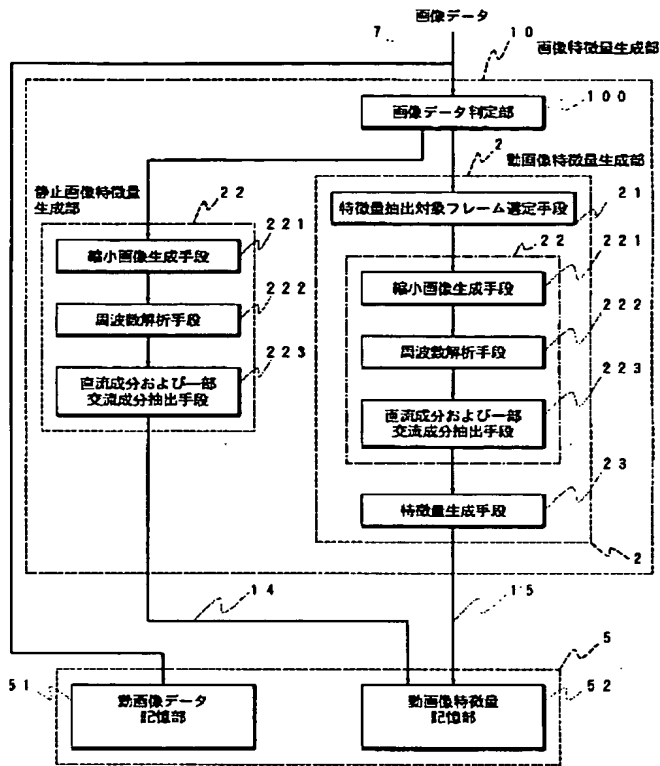 画像データ
7
10
画像特徴量生成部
画像データ判定部
100
2
動画像特徴量生成部
静止画像特徴量
生成部
22
特徴量抽出対象フレーム選定手段
21
縮小画像生成手段
221
周波数解析手段
222
直流成分および一部
交流成分抽出手段
223
22
縮小画像生成手段
221
周波数解析手段
222
直流成分および一部
交流成分抽出手段
223
特徴量生成手段
23
2
14
15
5
51
動画像データ
記憶部
動画像特徴量
記憶部
52